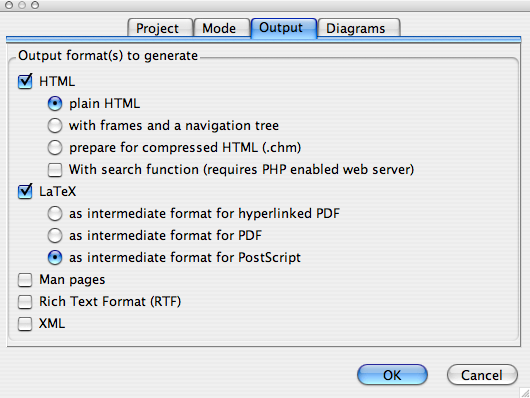 Project Mode Output Diagrams
Output format(s) to generate
HTML
plain HTML
with frames and a navigation tree
prepare for compressed HTML (.chm)
With search function (requires PHP enabled web server)
LaTeX
as intermediate format for hyperlinked PDF
as intermediate format for PDF
as intermediate format for PostScript
Man pages
Rich Text Format (RTF)
XML
OK Cancel